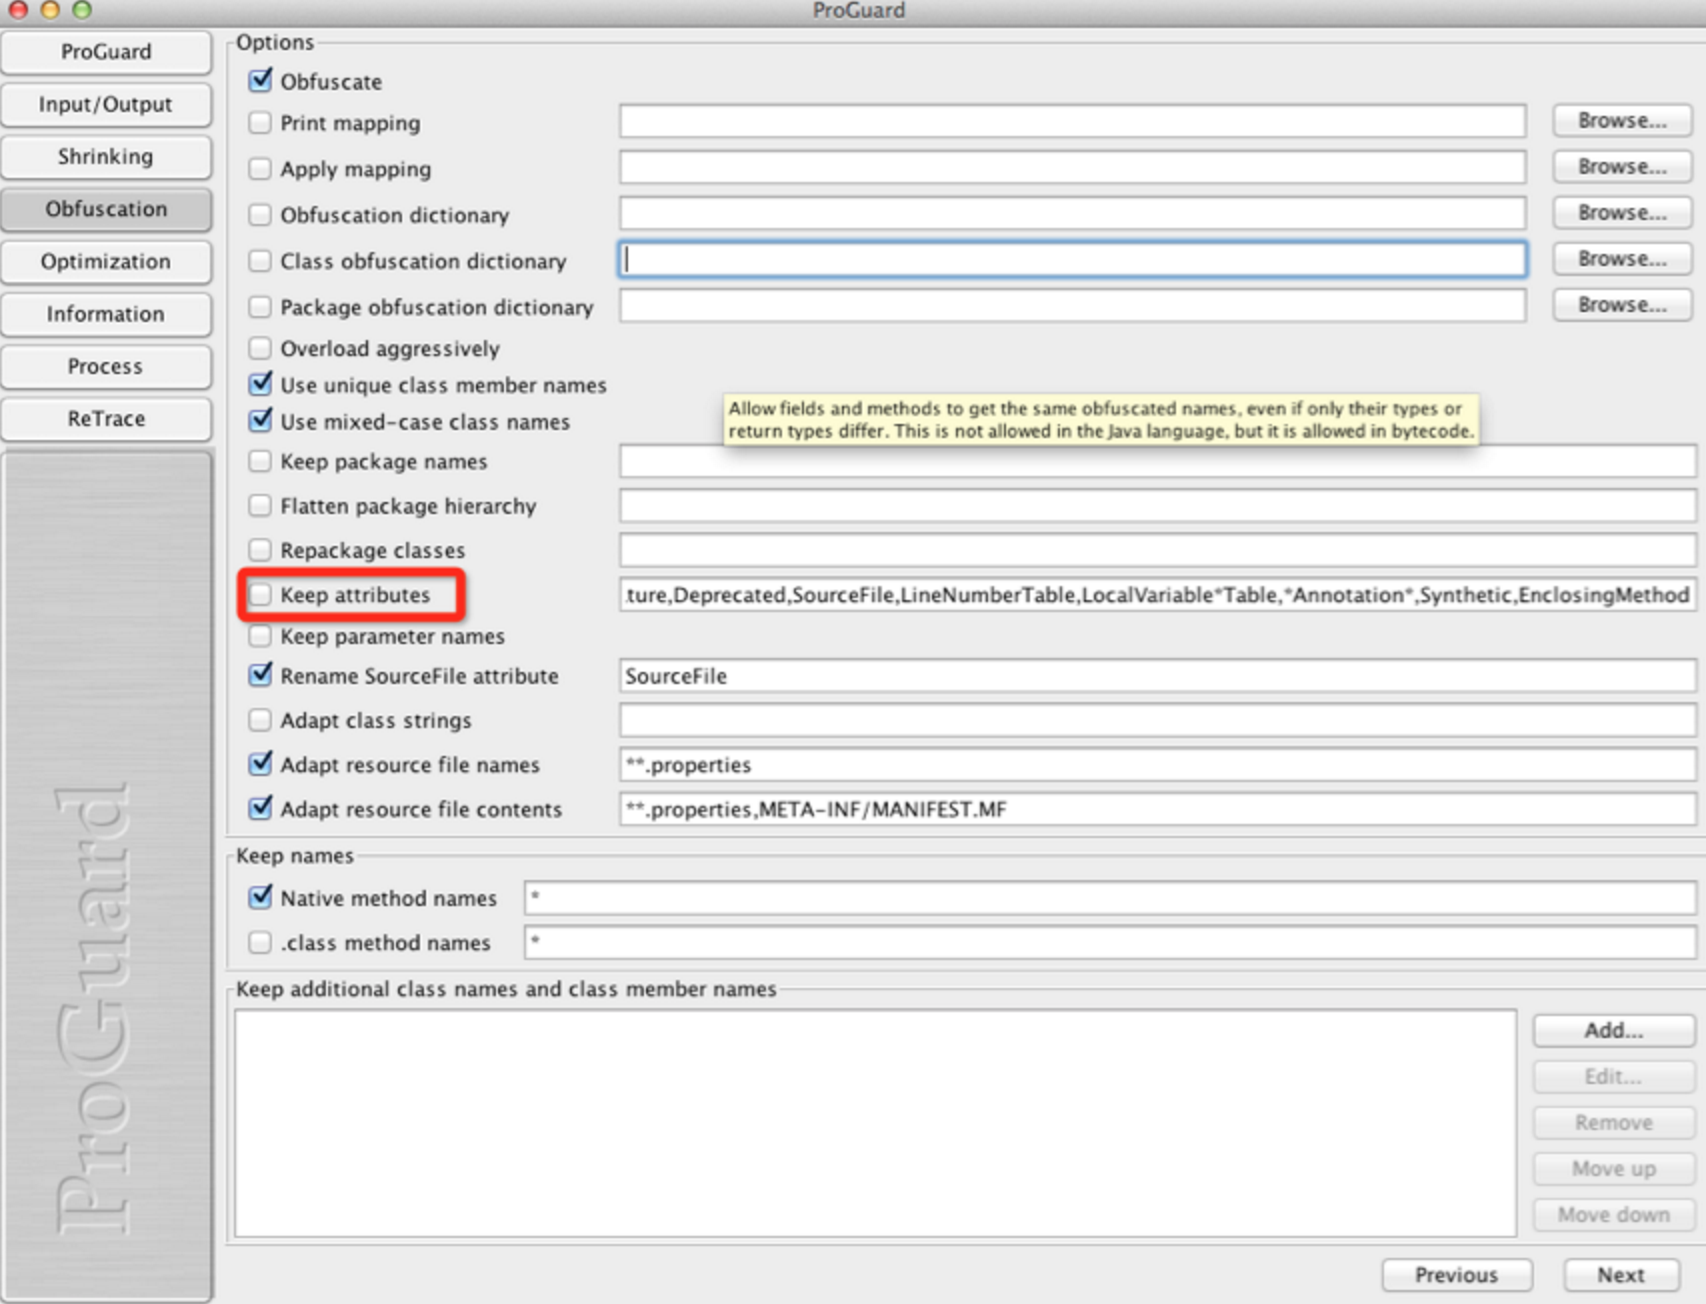 ProGuard
ProGuard
Input/Output
Shrinking
Obfuscation
Optimization
Information
Process
ReTrace
ProGuard
Options
Obfuscate
Print mapping
Browse...
Apply mapping
Browse...
Obfuscation dictionary
Browse...
Class obfuscation dictionary
Browse...
Package obfuscation dictionary
Browse...
Overload aggressively
Use unique class member names
Use mixed-case class names
Allow fields and methods to get the same obfuscated names, even if only their types or
return types differ. This is not allowed in the Java language, but it is allowed in bytecode.
Keep package names
Flatten package hierarchy
Repackage classes
Keep attributes
ture,Deprecated,SourceFile,LineNumberTable,LocalVariable*Table,*Annotation*,Synthetic,EnclosingMethod
Keep parameter names
Rename SourceFile attribute
SourceFile
Adapt class strings
Adapt resource file names
**.properties
Adapt resource file contents
**.properties,META-INF/MANIFEST.MF
Keep names
Native method names
*
.class method names
*
Keep additional class names and class member names
Add...
Edit...
Remove
Move up
Move down
Previous
Next